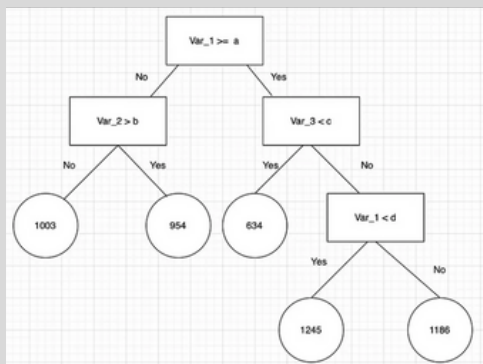 Var_1 >= a
No
Yes
Var_2 > b
Var_3 < c
No
Yes
Yes
No
1003
954
634
Var_1 < d
Yes
No
1245
1186